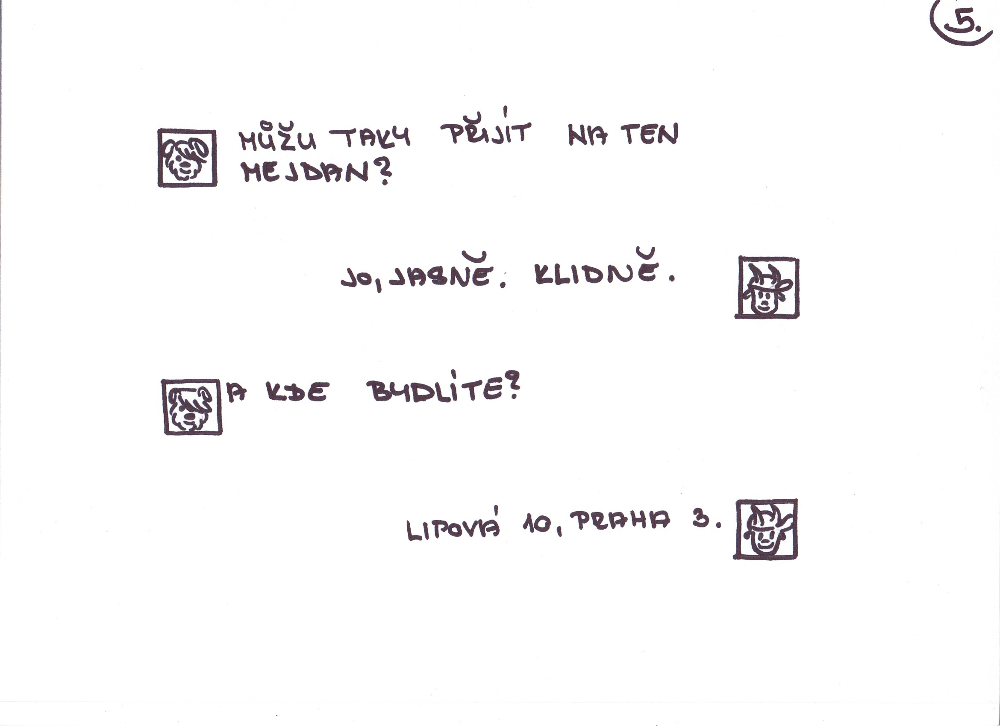 5.
MŮŽU TAKY PŘIJÍT NA TEN
MEJDAN?
JO, JASNĚ. KLIDNĚ.
A KDE BYDLÍTE?
LIPOVÁ 10, PRAHA 3.